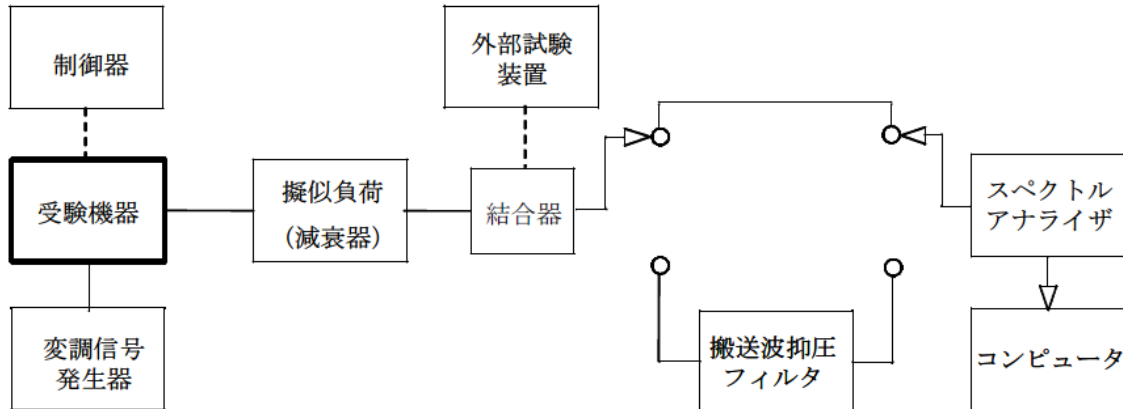 制御器
外部試験
装置
受験機器
擬似負荷
（減衰器）
結合器
スペクトル
アナライザ
変調信号
発生器
搬送波抑圧
フィルタ
コンピュータ